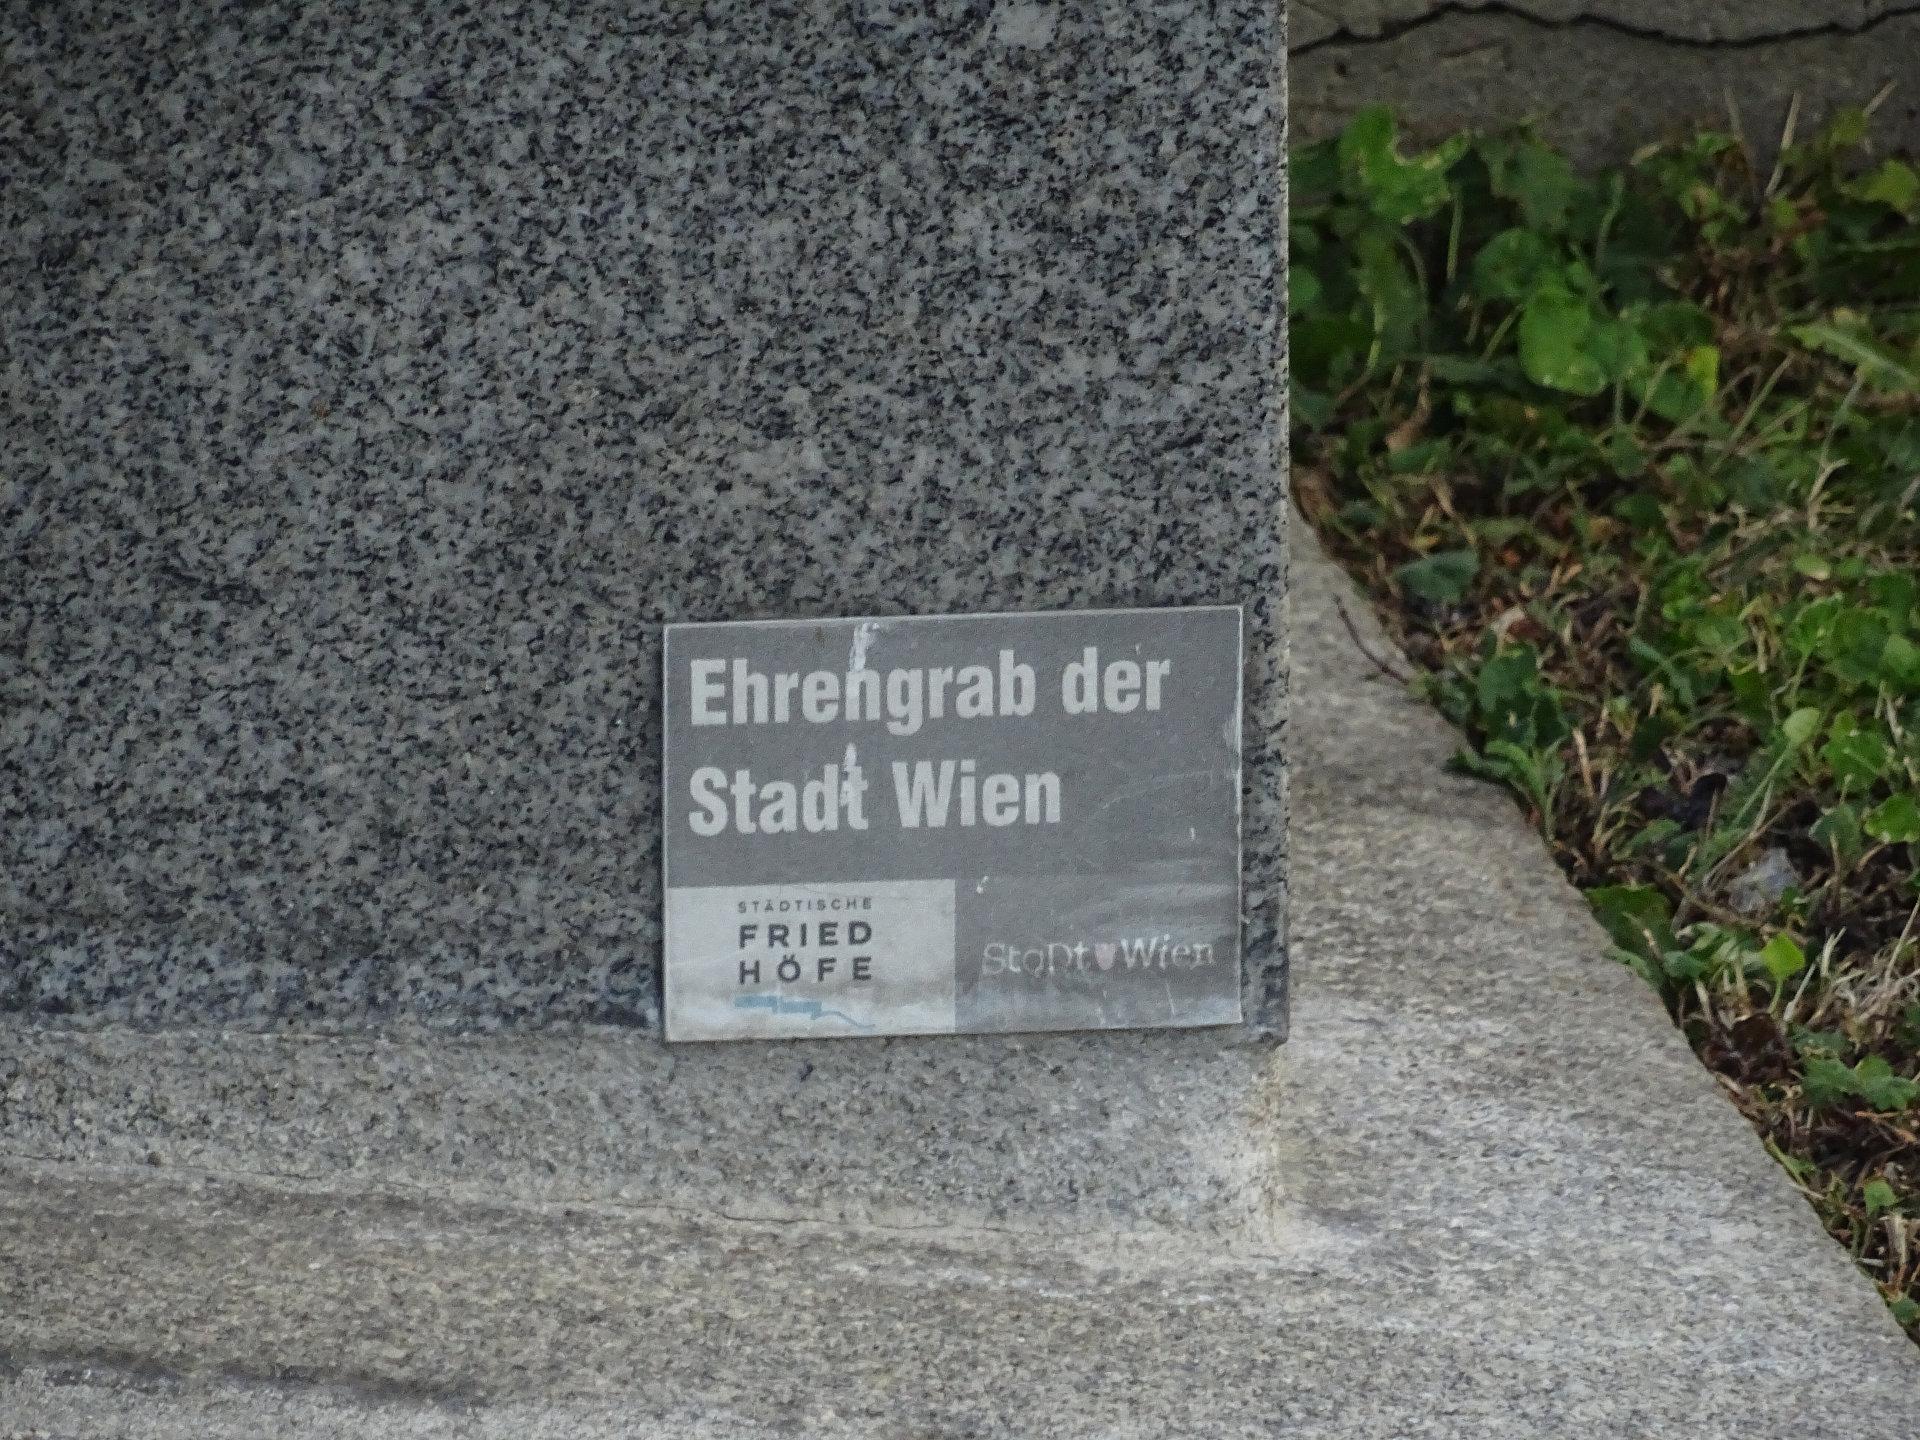 Ehrengrab der
Stadt Wien
STÄDTISCHE
FRIED
HÖFE
StaDt Wien